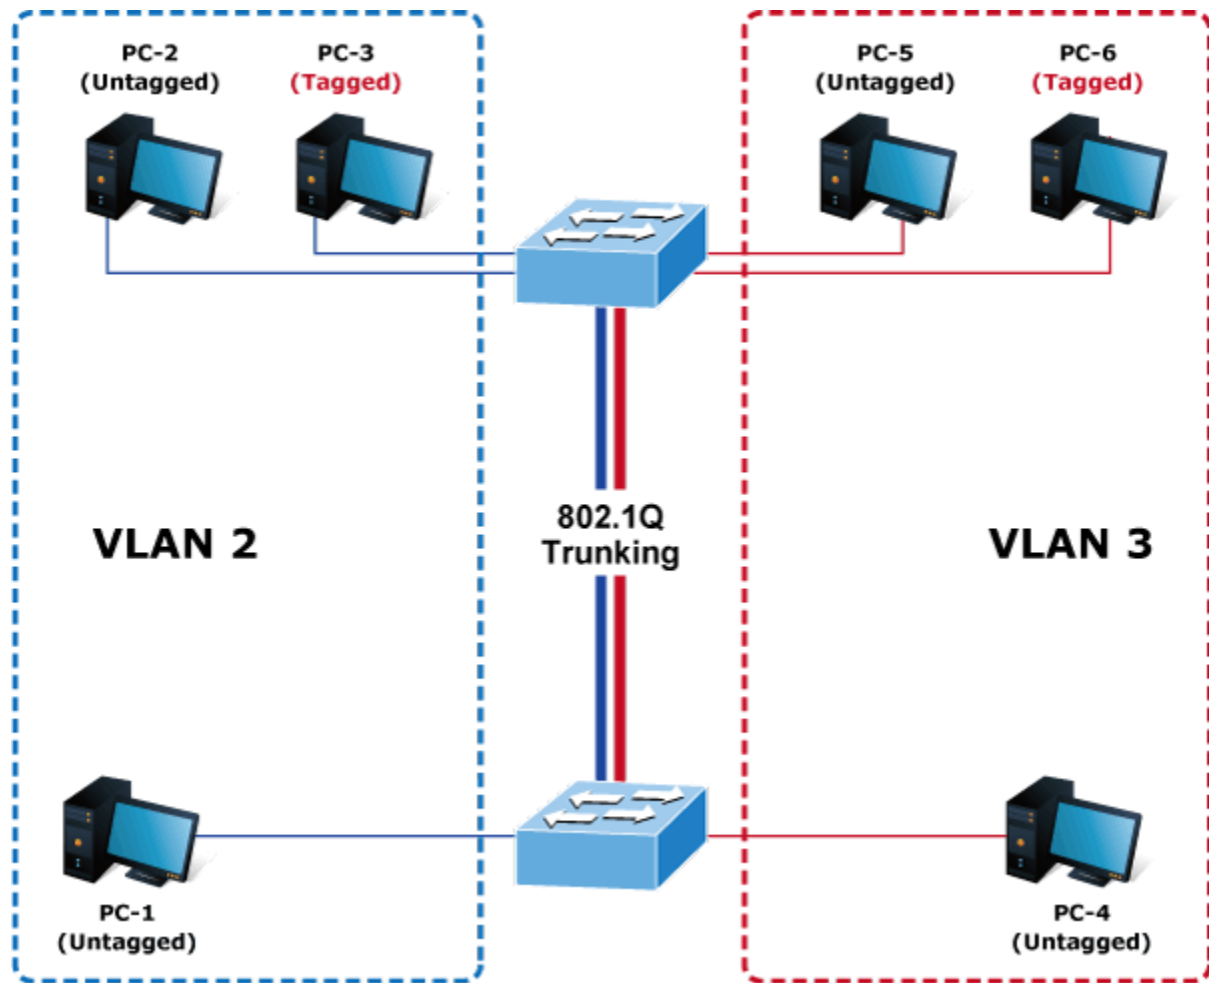 PC-2
(Untagged)
PC-3
(Tagged)
PC-5
(Untagged)
PC-6
(Tagged)
802.1Q
Trunking
VLAN 2
VLAN 3
PC-1
(Untagged)
PC-4
(Untagged)